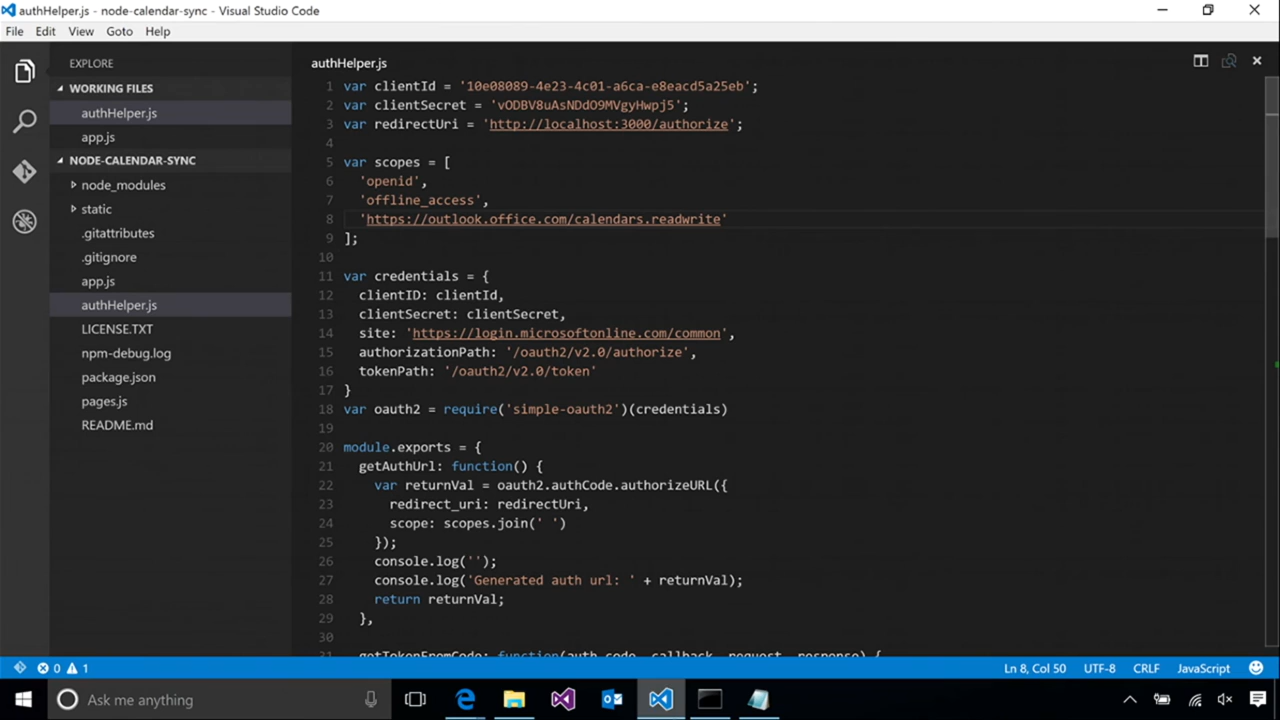 authHelper.js - node-calendar-sync - Visual Studio Code
File Edit View Goto Help
EXPLORE
WORKING FILES
authHelper.js
app.js
NODE-CALENDAR-SYNC
node_modules
static
.gitattributes
.gitignore
app.js
authHelper.js
LICENSE.TXT
npm-debug.log
package.json
pages.js
README.md
authHelper.js
1 var clientId = '10e08089-4e23-4c01-a6ca-e8eacd5a25eb';
2 var clientSecret = 'vODBV8uAsNDdO9MVgyHwpj5';
3 var redirectUri = 'http://localhost:3000/authorize';
4
5 var scopes = [
6 'openid',
7 'offline_access',
8 'https://outlook.office.com/calendars.readwrite'
9 ];
10
11 var credentials = {
12 clientID: clientId,
13 clientSecret: clientSecret,
14 site: 'https://login.microsoftonline.com/common',
15 authorizationPath: '/oauth2/v2.0/authorize',
16 tokenPath: '/oauth2/v2.0/token'
17 }
18 var oauth2 = require('simple-oauth2')(credentials)
19
20 module.exports = {
21 getAuthUrl: function() {
22 var returnVal = oauth2.authCode.authorizeURL({
23 redirect_uri: redirectUri,
24 scope: scopes.join(' ')
25 });
26 console.log('');
27 console.log('Generated auth url: ' + returnVal);
28 return returnVal;
29 },
30
31 getTokenFromCode: function(auth_code, callback, request, response) {
0 1
Ln 8, Col 50 UTF-8 CRLF JavaScript
Ask me anything